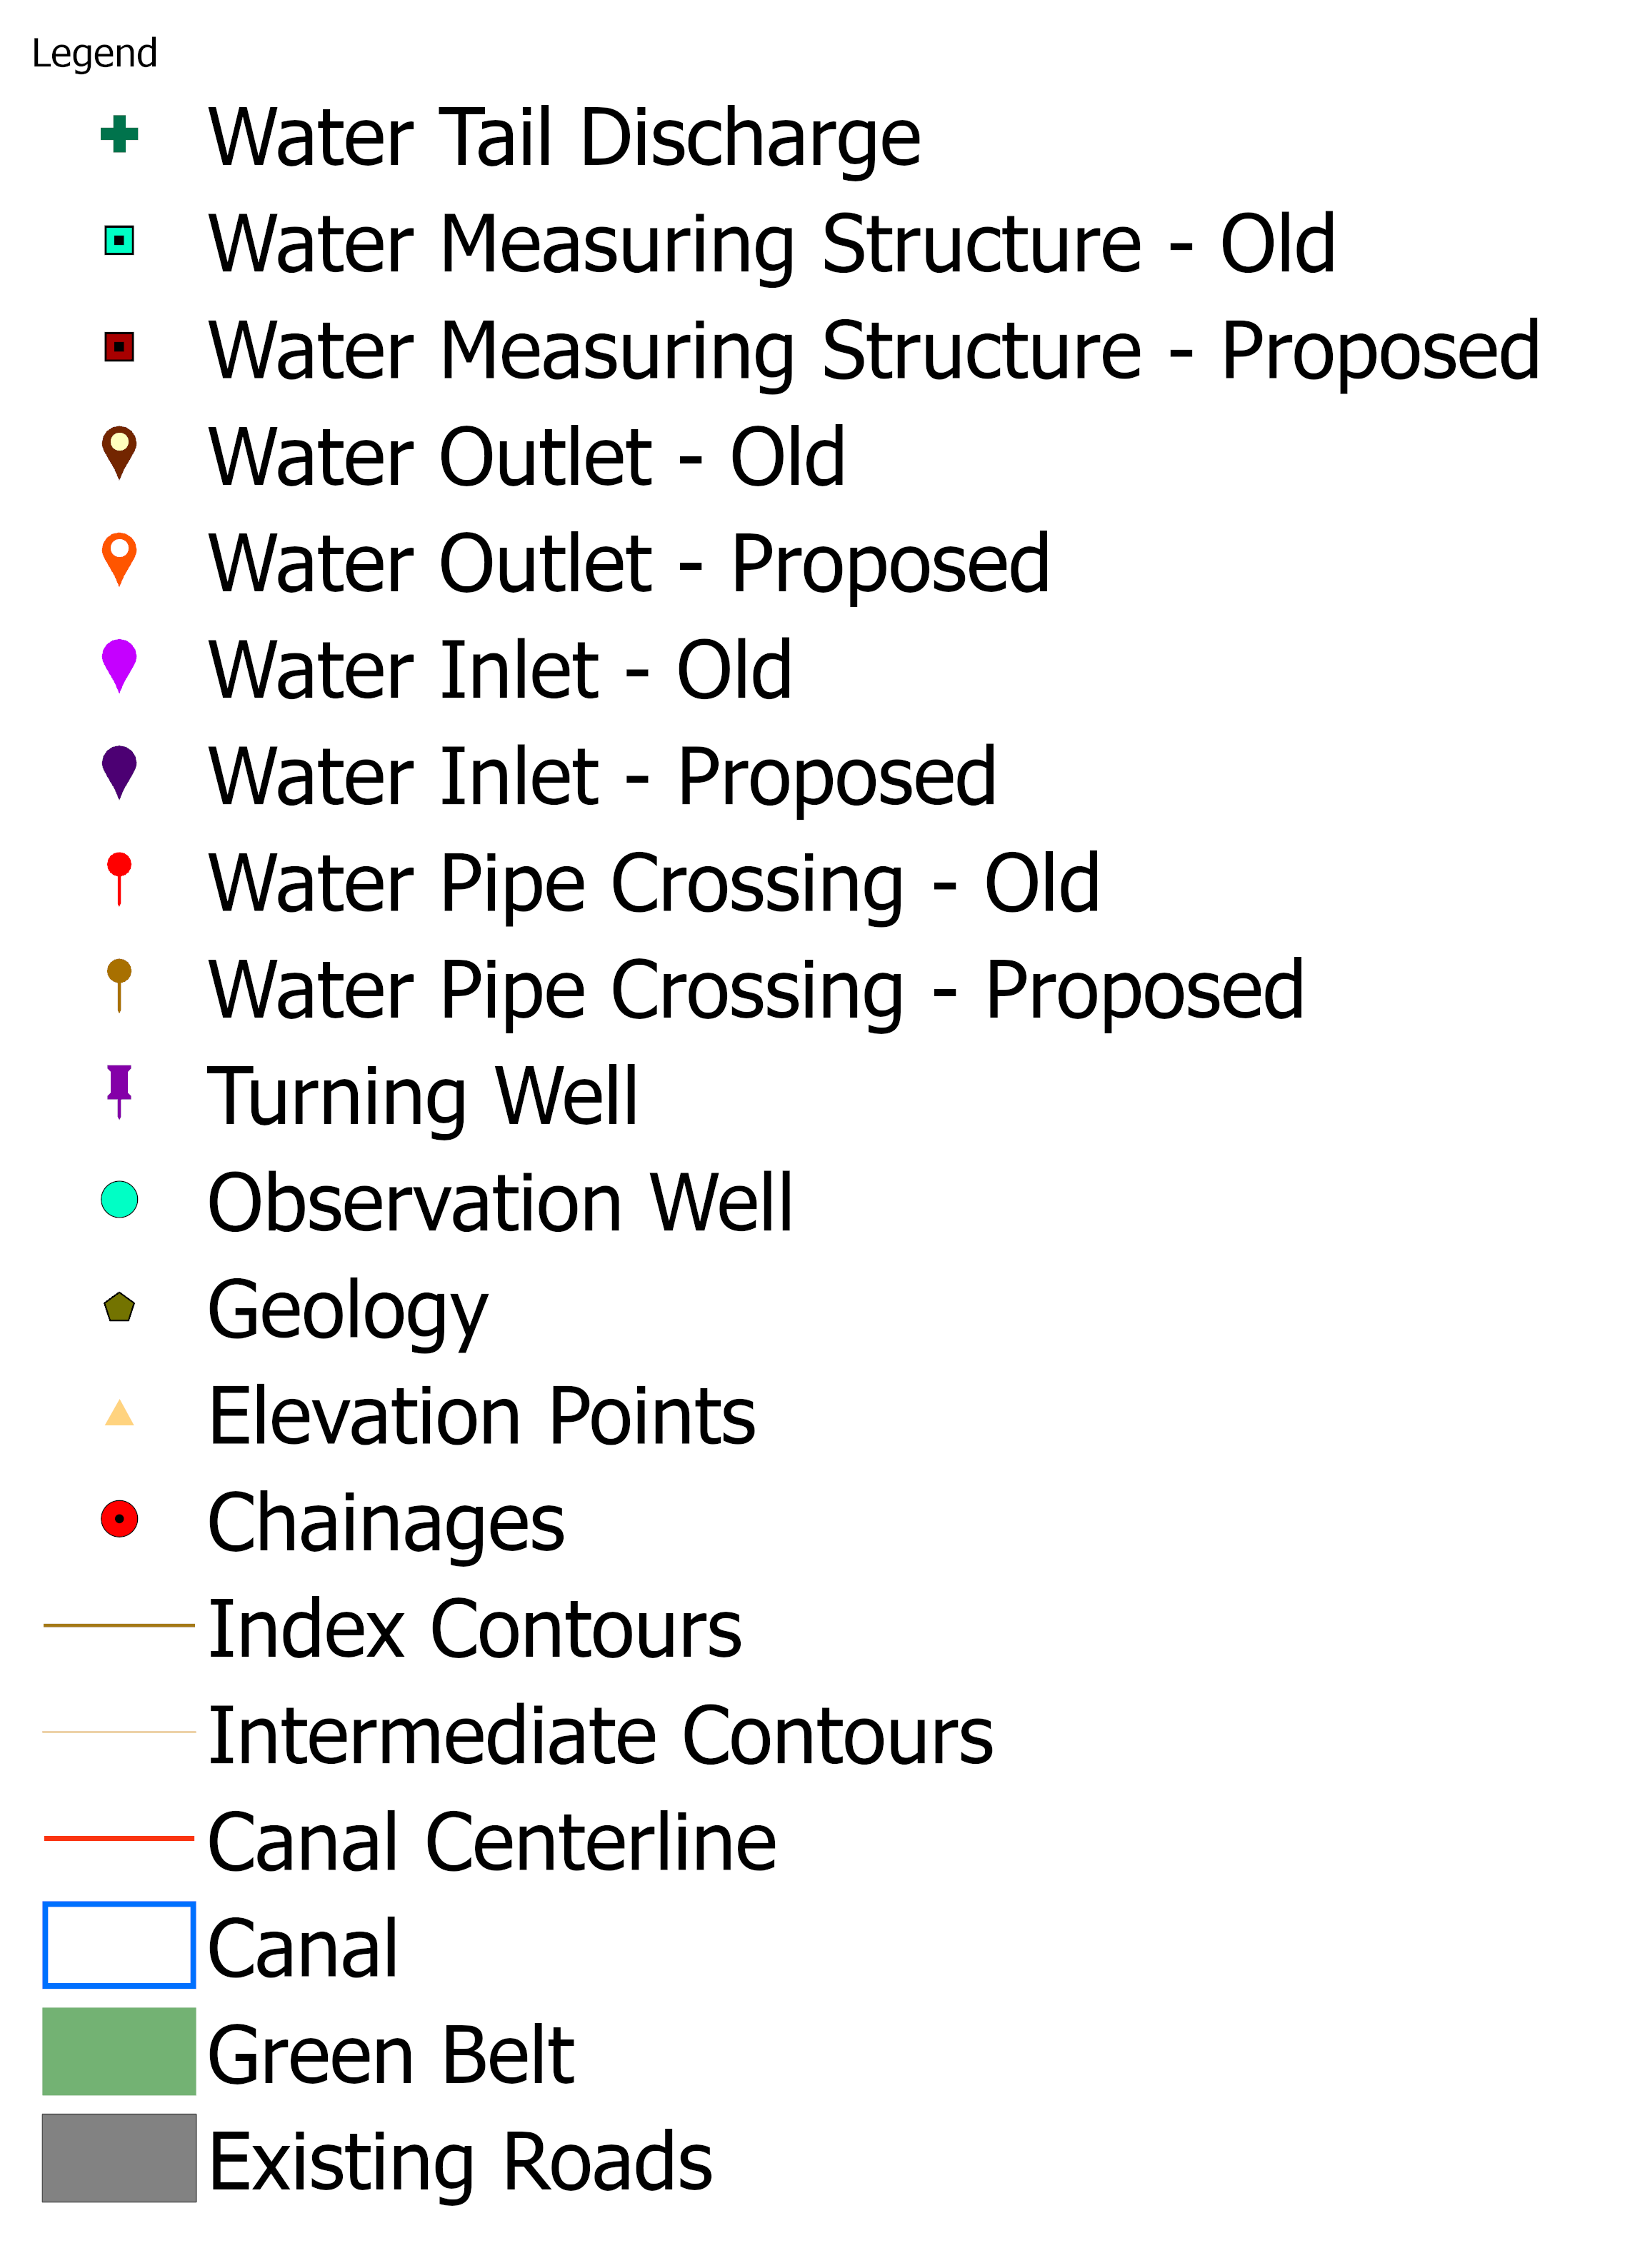 Legend
Water Tail Discharge
Water Measuring Structure - Old
Water Measuring Structure - Proposed
Water Outlet - Old
Water Outlet - Proposed
Water Inlet - Old
Water Inlet - Proposed
Water Pipe Crossing - Old
Water Pipe Crossing - Proposed
Turning Well
Observation Well
Geology
Elevation Points
Chainages
Index Contours
Intermediate Contours
Canal Centerline
Canal
Green Belt
Existing Roads